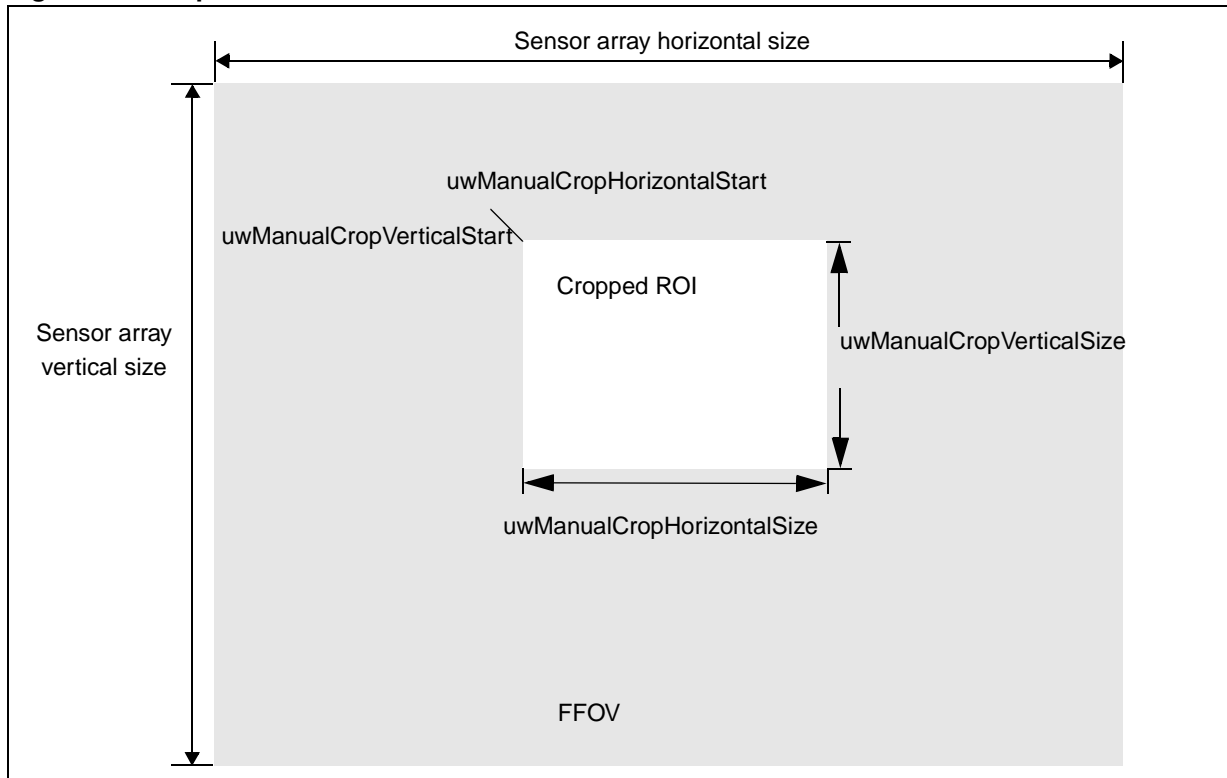 Sensor array horizontal size
uwManualCropHorizontalStart
uwManualCropVerticalStart
Cropped ROI
Sensor array
vertical size
uwManualCropVerticalSize
uwManualCropHorizontalSize
FFOV